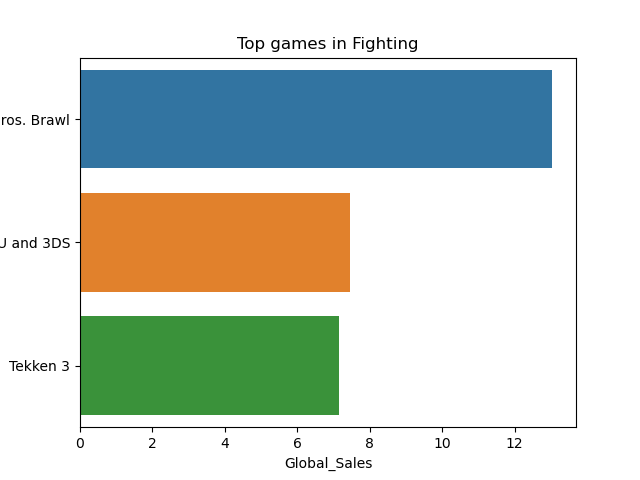 Top games in Fighting
ros. Brawl
U and 3DS
Tekken 3
0 2 4 6 8 10 12
Global_Sales